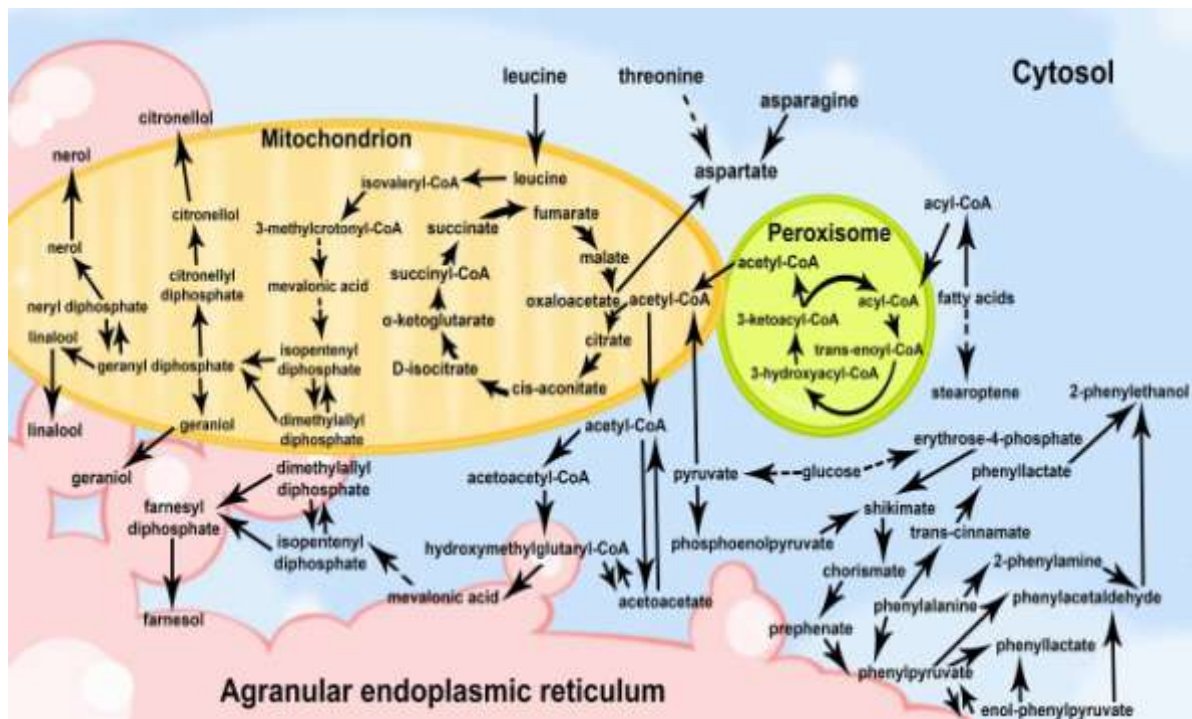 leucine
threonine
Cytosol
asparagine
citronellol
Mitochondrion
nerol
aspartate
isovaleryl-CoA
leucine
acyl-CoA
citronellol
fumarate
3-methylcrotonyl-CoA
succinate
Peroxisome
nerol
malate
acetyl-CoA
citronellyl
diphosphate
succinyl-CoA
mevalonic acid
neryl diphosphate
oxaloacetate
acetyl-CoA
acyl-CoA
fatty acids
linalool
α-ketoglutarate
3-ketoacyl-CoA
citrate
isopentenyl
diphosphate
trans-enoyl-CoA
geranyl diphosphate
D-isocitrate
3-hydroxyacyl-CoA
cis-aconitate
stearoptene
2-phenylethanol
linalool
geraniol
dimethylallyl
diphosphate
acetyl-CoA
erythrose-4-phosphate
geraniol
dimethylallyl
diphosphate
acetoacetyl-CoA
pyruvate
glucose
phenyllactate
farnesyl
diphosphate
shikimate
trans-cinnamate
isopentenyl
diphosphate
hydroxymethylglutaryl-CoA
phosphoenolpyruvate
chorismate
2-phenylamine
mevalonic acid
acetoacetate
phenylalanine
phenylacetaldehyde
farnesol
prephenate
phenyllactate
phenylpyruvate
Agranular endoplasmic reticulum
enol-phenylpyruvate